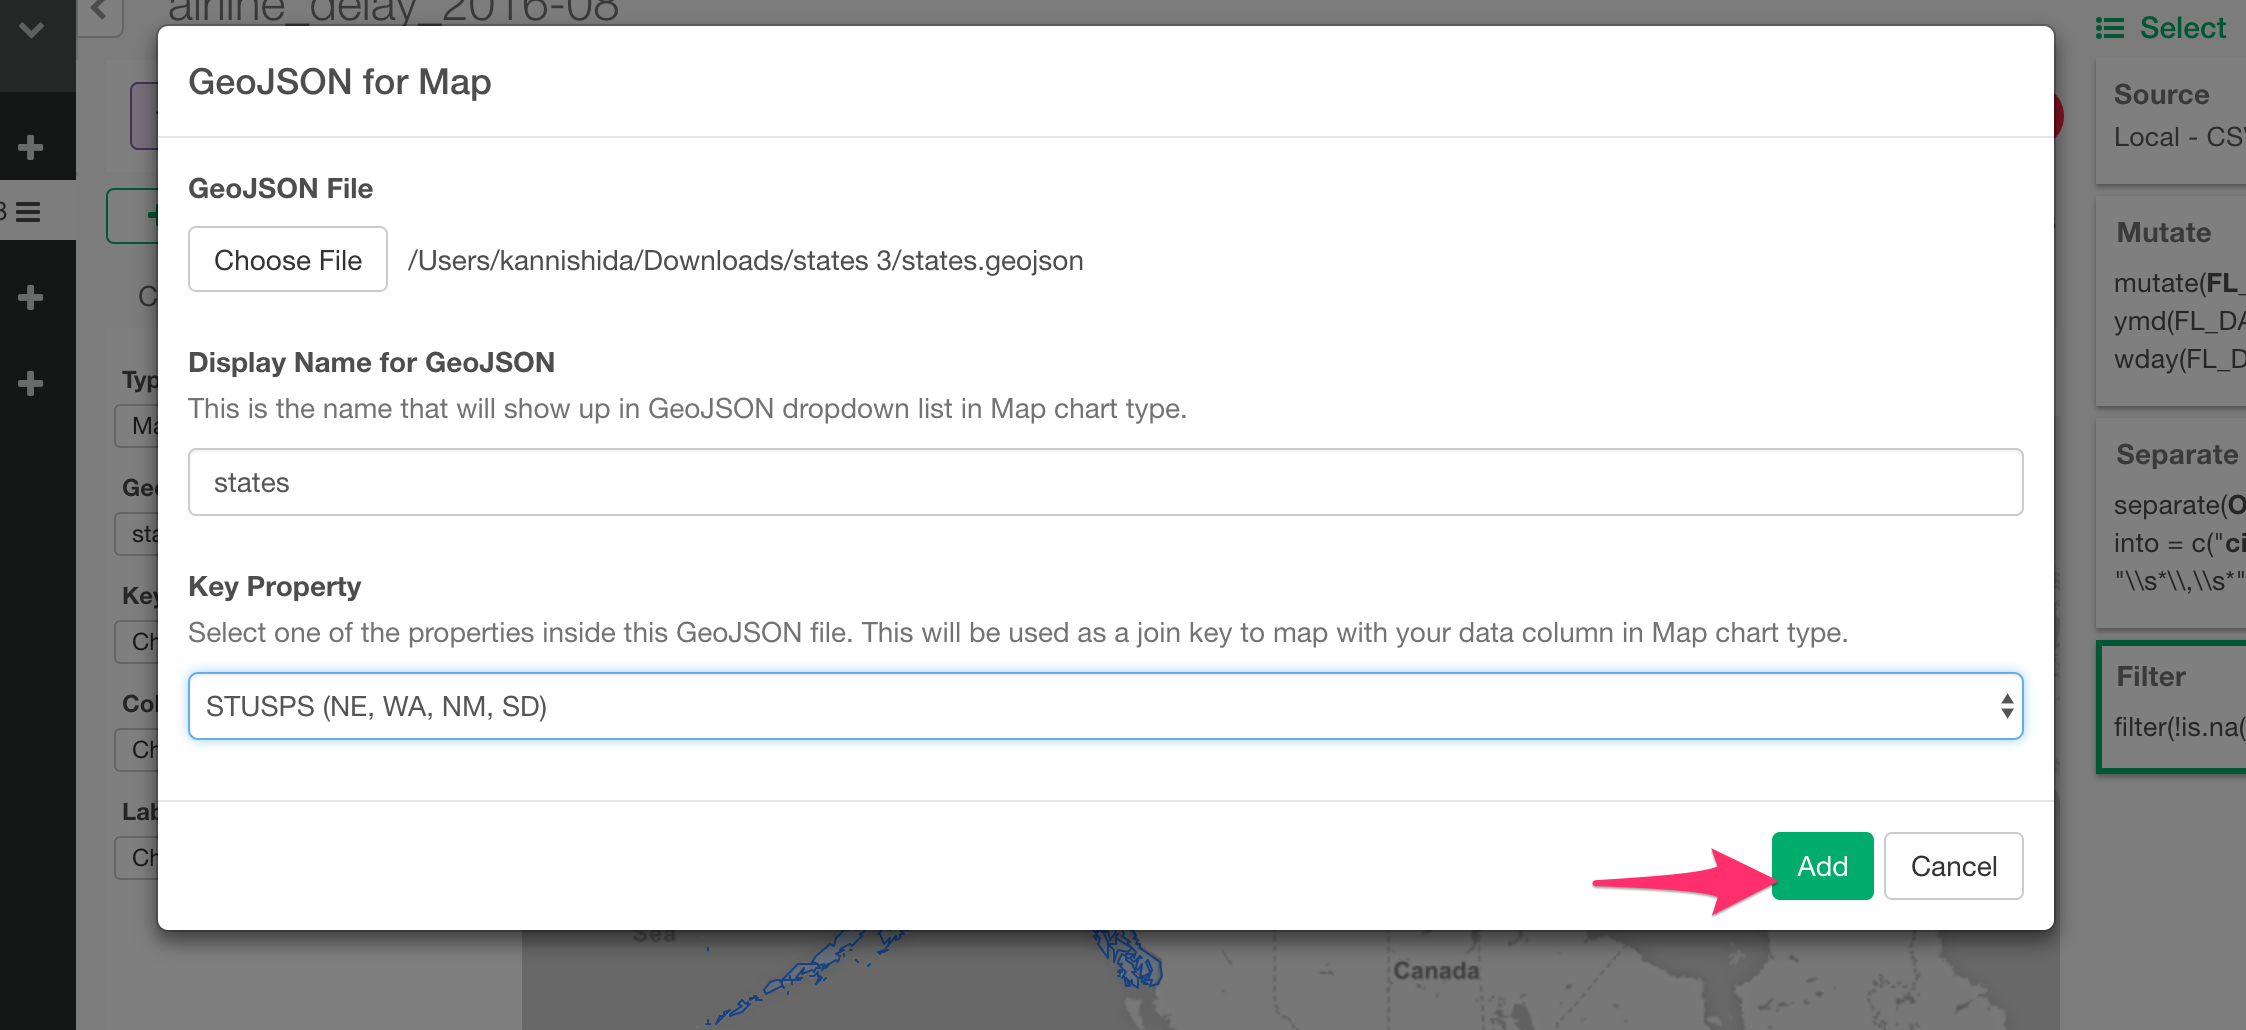 airline_delay_2016-08
Select
GeoJSON for Map
GeoJSON File
Choose File
/Users/kannishida/Downloads/states 3/states.geojson
Display Name for GeoJSON
This is the name that will show up in GeoJSON dropdown list in Map chart type.
states
Key Property
Select one of the properties inside this GeoJSON file. This will be used as a join key to map with your data column in Map chart type.
STUSPS (NE, WA, NM, SD)
Add
Cancel
Source
Local - CSV
Mutate
mutate(FL_
ymd(FL_DA
wday(FL_D
Separate
separate(O
into = c("ci
"\\s*\\,\\s*"
Filter
filter(!is.na(
Typ
Ma
Geo
sta
Key
Ch
Col
Ch
Lab
Ch
Sea
Canada